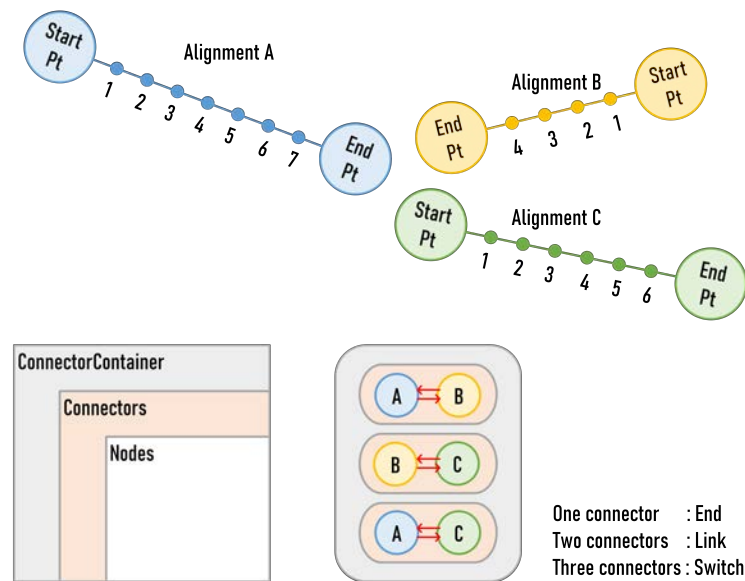 Start
Pt
Alignment A
1
2
3
4
5
6
7
End
Pt
Alignment B
Start
Pt
End
Pt
4
3
2
1
Start
Pt
Alignment C
1
2
3
4
5
6
End
Pt
ConnectorContainer
Connectors
Nodes
A
B
B
C
A
C
One connector : End
Two connectors : Link
Three connectors : Switch